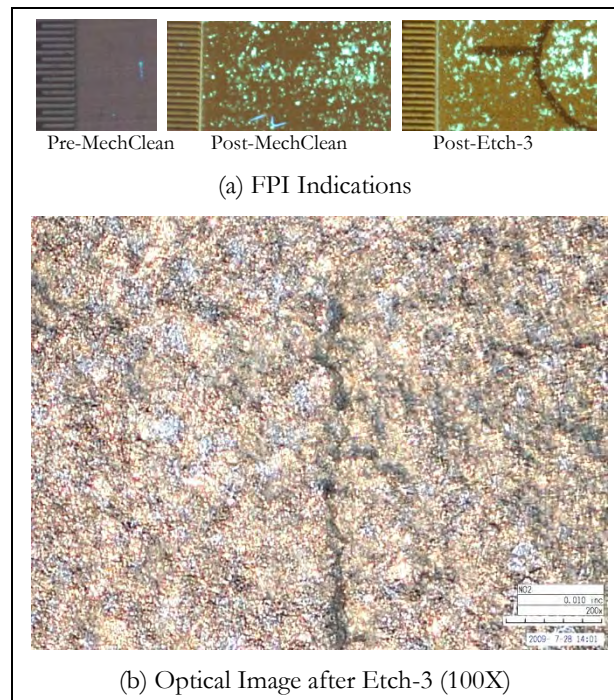 Pre-MechClean
Post-MechClean
Post-Etch-3
(a) FPI Indications
NO2
0.010 inc
200x
2009- 7-28 14:01
(b) Optical Image after Etch-3 (100X)